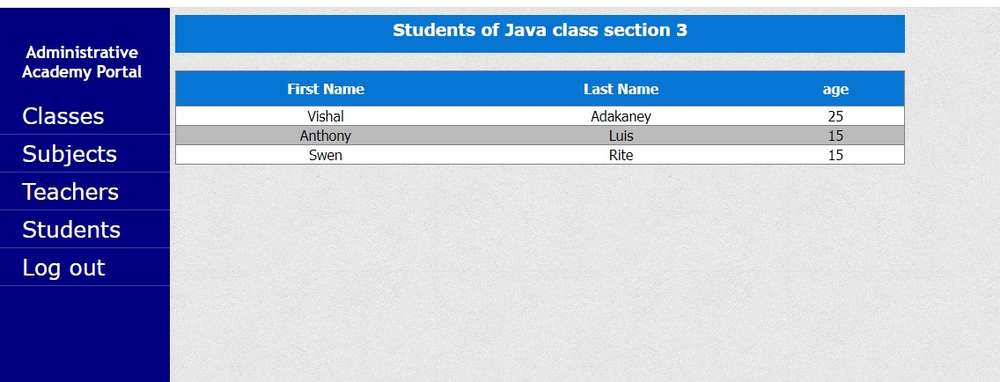 Administrative
Academy Portal
Classes
Subjects
Teachers
Students
Log out
Students of Java class section 3
First Name Last Name age
Vishal Adakaney 25
Anthony Luis 15
Swen Rite 15